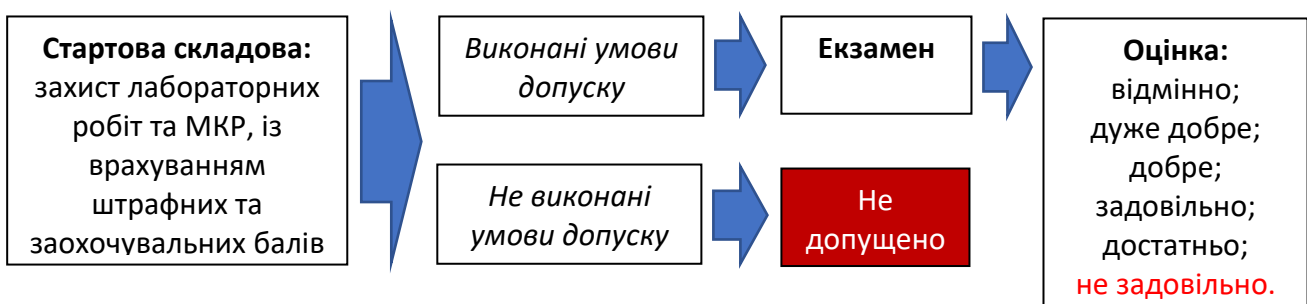 Стартова складова:
захист лабораторних
робіт та МКР, із
врахуванням
штрафних та
заохочувальних балів
Виконані умови
допуску
Екзамен
Не виконані
умови допуску
Не
допущено
Оцінка:
відмінно;
дуже добре;
добре;
задовільно;
достатньо;
не задовільно.